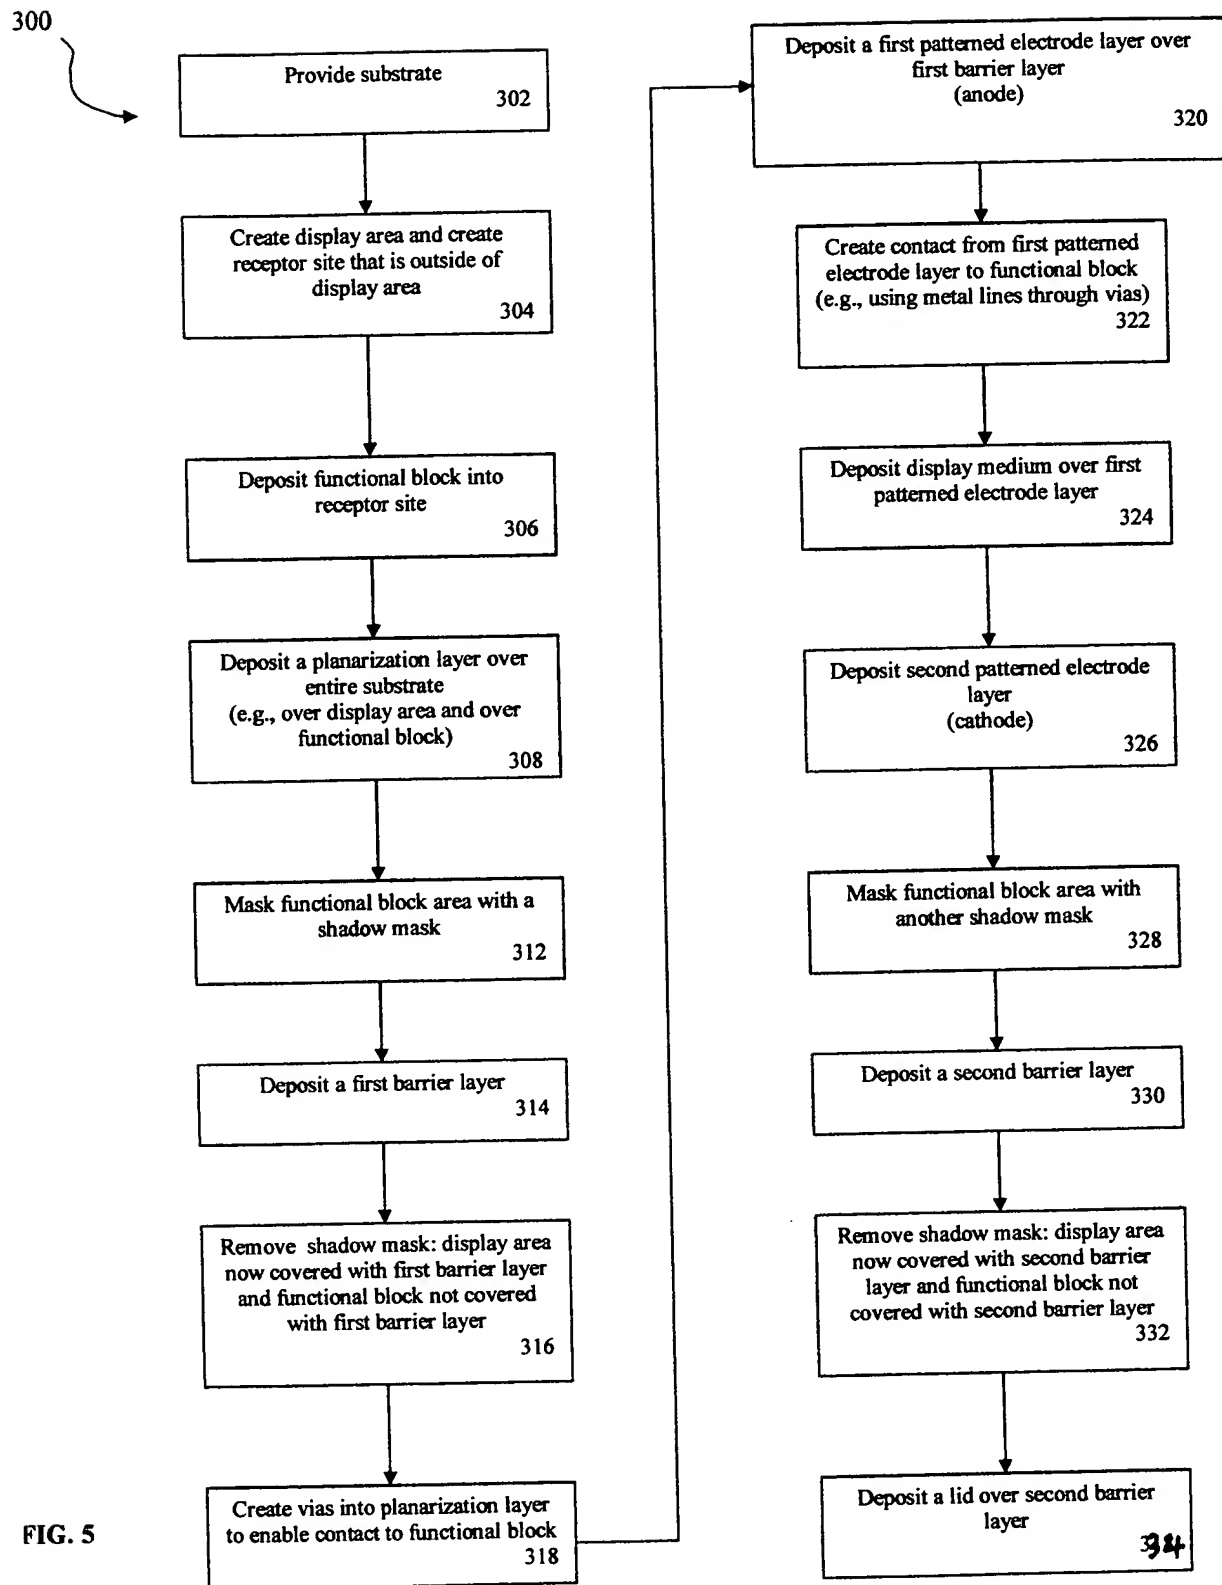 300
Provide substrate
302
Create display area and create
receptor site that is outside of
display area
304
Deposit functional block into
receptor site
306
Deposit a planarization layer over
entire substrate
(e.g., over display area and over
functional block)
308
Mask functional block area with a
shadow mask
312
Deposit a first barrier layer
314
Remove shadow mask: display area
now covered with first barrier layer
and functional block not covered
with first barrier layer
316
Create vias into planarization layer
to enable contact to functional block
318
Deposit a first patterned electrode layer over
first barrier layer
(anode)
320
Create contact from first patterned
electrode layer to functional block
(e.g., using metal lines through vias)
322
Deposit display medium over first
patterned electrode layer
324
Deposit second patterned electrode
layer
(cathode)
326
Mask functional block area with
another shadow mask
328
Deposit a second barrier layer
330
Remove shadow mask: display area
now covered with second barrier
layer and functional block not
covered with second barrier layer
332
Deposit a lid over second barrier
layer
FIG. 5